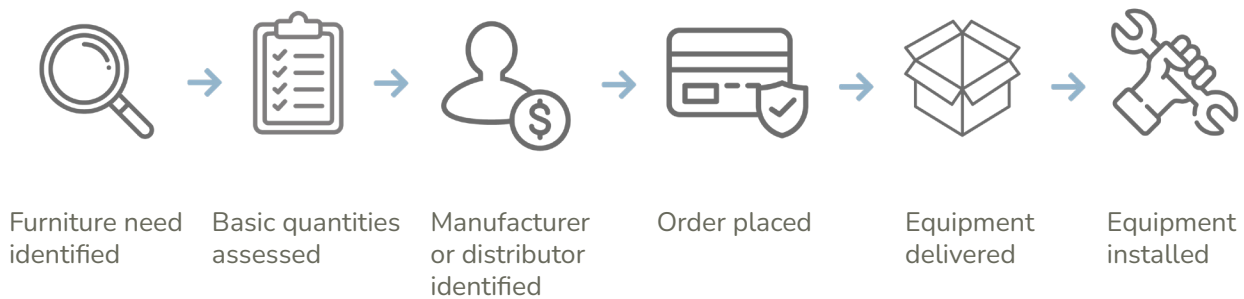 Furniture need
identified
Basic quantities
assessed
Manufacturer
or distributor
identified
Order placed
Equipment
delivered
Equipment
installed